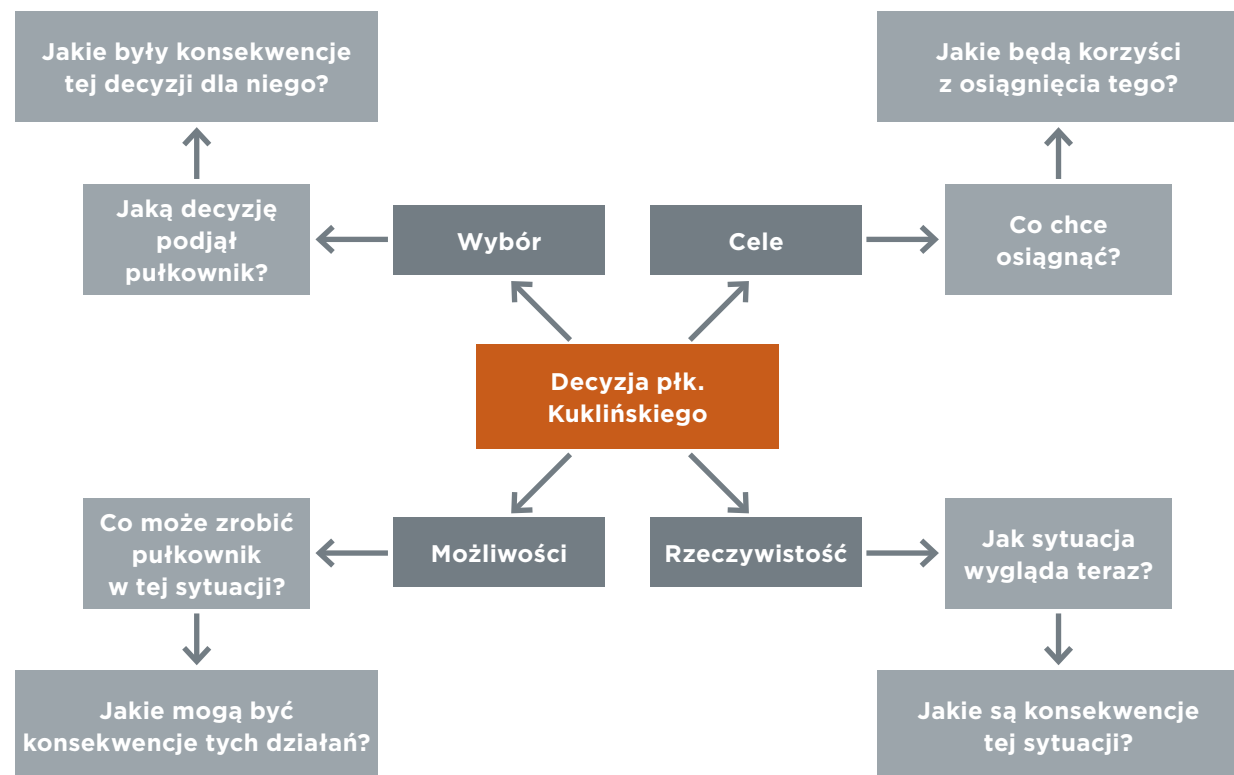 Jakie były konsekwencje
tej decyzji dla niego?
Jakie będą korzyści
z osiągnięcia tego?
Jaką decyzję
podjął
pułkownik?
Wybór
Cele
Co chce
osiągnąć?
Decyzja płk.
Kuklińskiego
Co może zrobić
pułkownik
w tej sytuacji?
Możliwości
Rzeczywistość
Jak sytuacja
wygląda teraz?
Jakie mogą być
konsekwencje tych działań?
Jakie są konsekwencje
tej sytuacji?